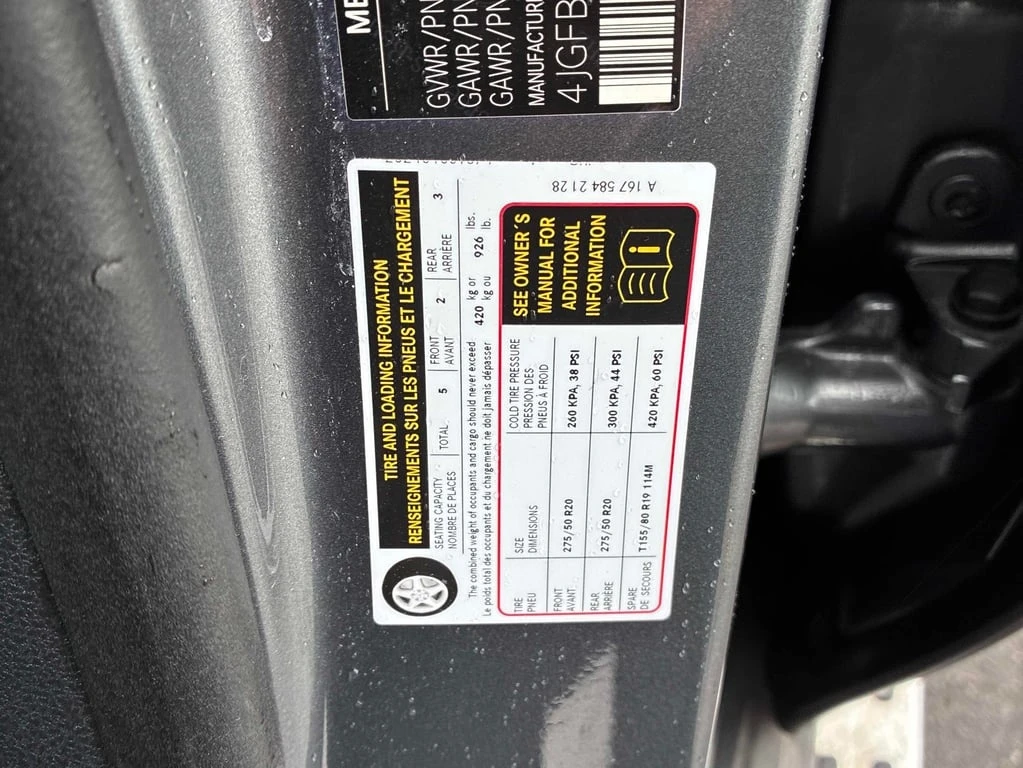 MB
GVWR/PN
GAWR/PN
GAWR/PN
MANUFACTURE
4JGFB
A 167 584 21 28
TIRE AND LOADING INFORMATION
RENSEIGNEMENTS SUR LES PNEUS ET LE CHARGEMENT
SEATING CAPACITY TOTAL 5 FRONT 2 REAR 3
NOMBRE DE PLACES AVANT ARRIÈRE
The combined weight of occupants and cargo should never exceed 420 kg or 926 lbs.
Le poids total des occupants et du chargement ne doit jamais dépasser kg ou lb.
TIRE SIZE COLD TIRE PRESSURE
PNEU DIMENSIONS PRESSION DES
PNEUS À FROID
FRONT 275/50 R20 260 KPA, 38 PSI
AVANT
REAR 275/50 R20 300 KPA, 44 PSI
ARRIÈRE
SPARE T155/80 R19 114M 420 KPA, 60 PSI
DE SECOURS
SEE OWNER´S
MANUAL FOR
ADDITIONAL
INFORMATION